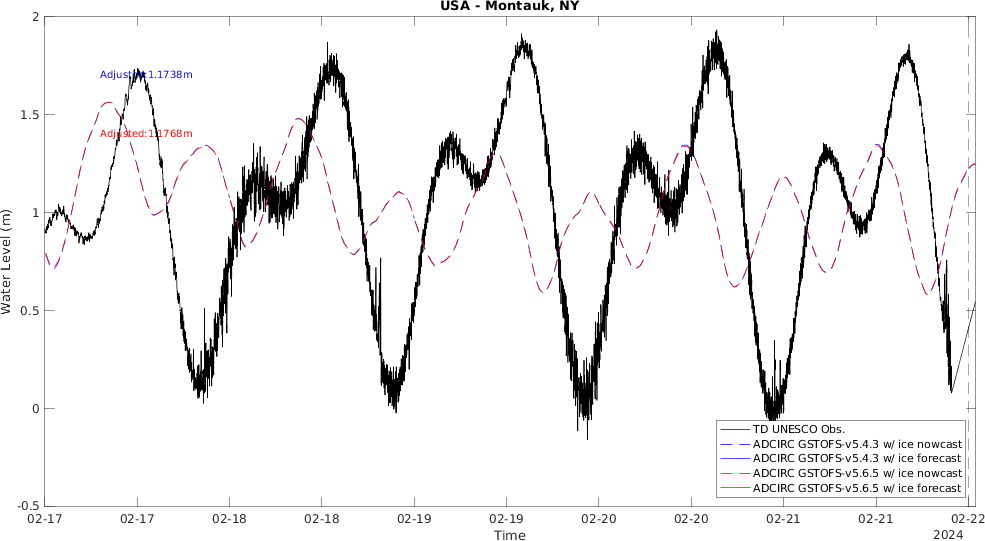 USA - Montauk, NY
2
1.5
1
0.5
0
-0.5
Water Level (m)
Adjusted:1.1738m
Adjusted:1.1768m
TD UNESCO Obs.
ADCIRC GSTOFS-v5.4.3 w/ ice nowcast
ADCIRC GSTOFS-v5.4.3 w/ ice forecast
ADCIRC GSTOFS-v5.6.5 w/ ice nowcast
ADCIRC GSTOFS-v5.6.5 w/ ice forecast
02-17 02-17 02-18 02-18 02-19 02-19 02-20 02-20 02-21 02-21 02-22
Time
2024